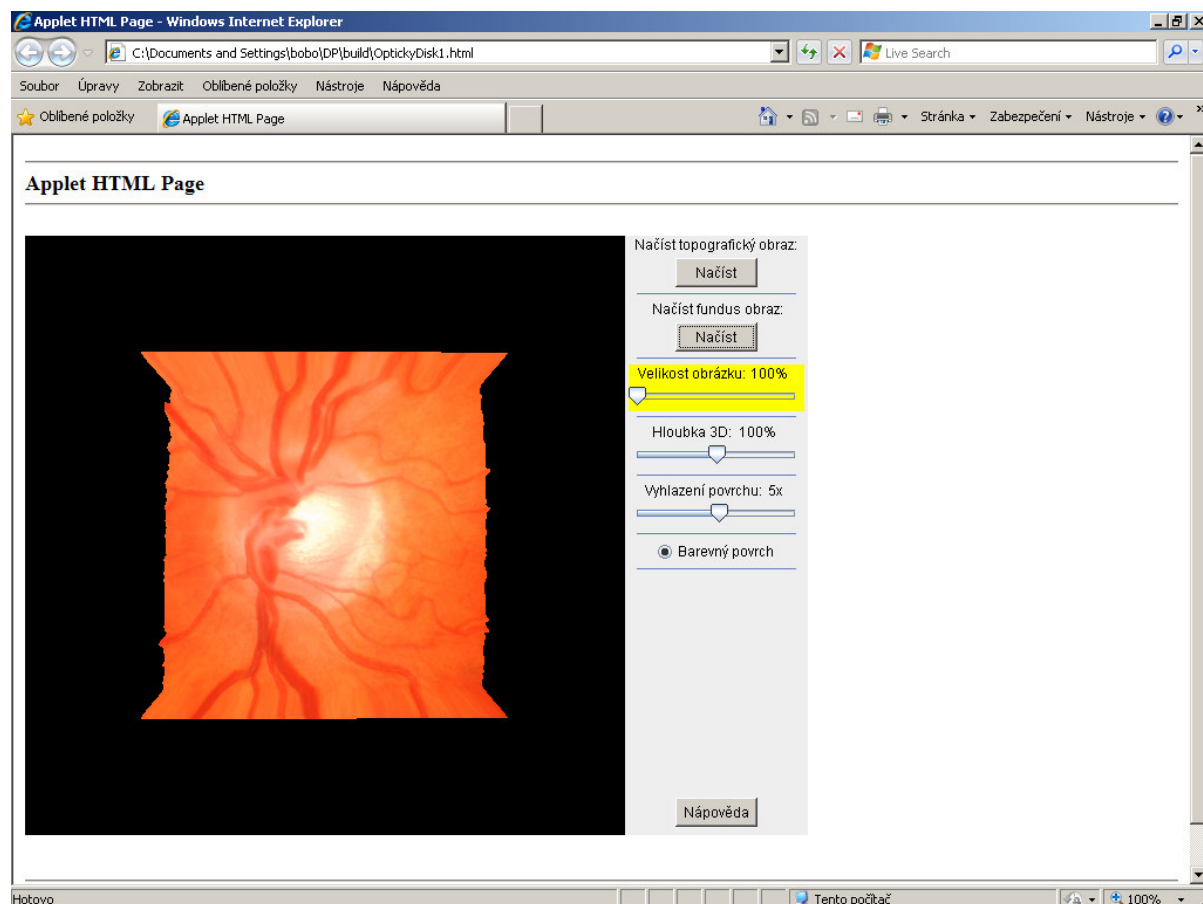 Applet HTML Page - Windows Internet Explorer
C:\Documents and Settings\bobo\DP\build\OptickyDisk1.html
Live Search
Soubor Úpravy Zobrazit Oblíbené položky Nástroje Nápověda
Oblíbené položky Applet HTML Page Stránka Zabezpečení Nástroje
Applet HTML Page
Načíst topografický obraz:
Načíst
Načíst fundus obraz:
Načíst
Velikost obrázku: 100%
Hloubka 3D: 100%
Vyhlazení povrchu: 5x
Barevný povrch
Nápověda
Hotovo Tento počítač 100%